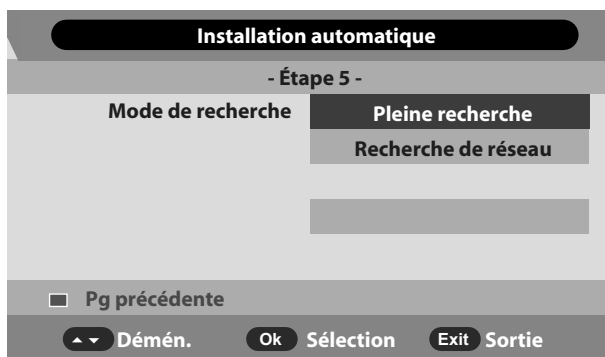 Installation automatique
- Étape 5 -
Mode de recherche Pleine recherche
Recherche de réseau
Pg précédente
Démén. Ok Sélection Exit Sortie